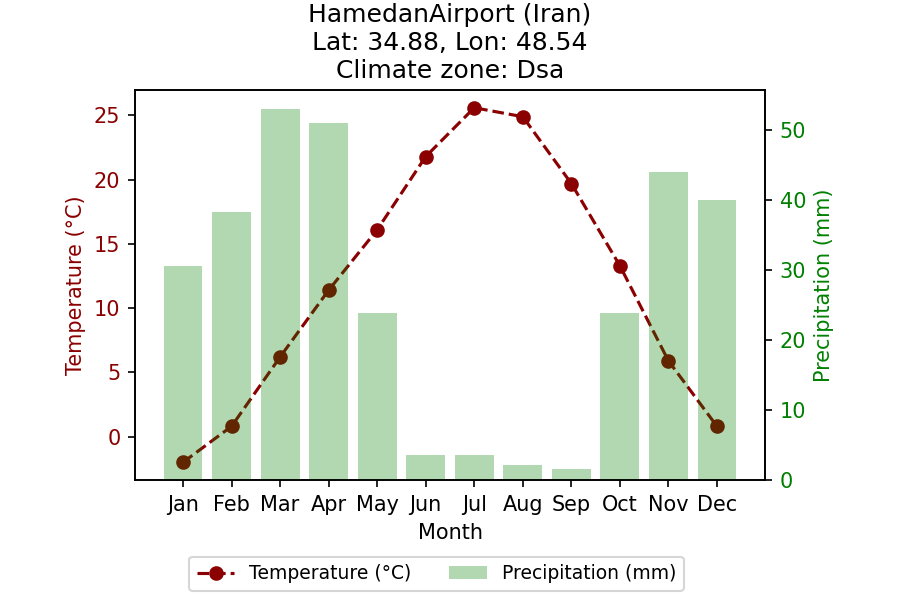 HamedanAirport (Iran)
Lat: 34.88, Lon: 48.54
Climate zone: Dsa
Temperature (°C)
25
20
15
10
5
0
Precipitation (mm)
50
40
30
20
10
0
Jan Feb Mar Apr May Jun Jul Aug Sep Oct Nov Dec
Month
Temperature (°C) Precipitation (mm)